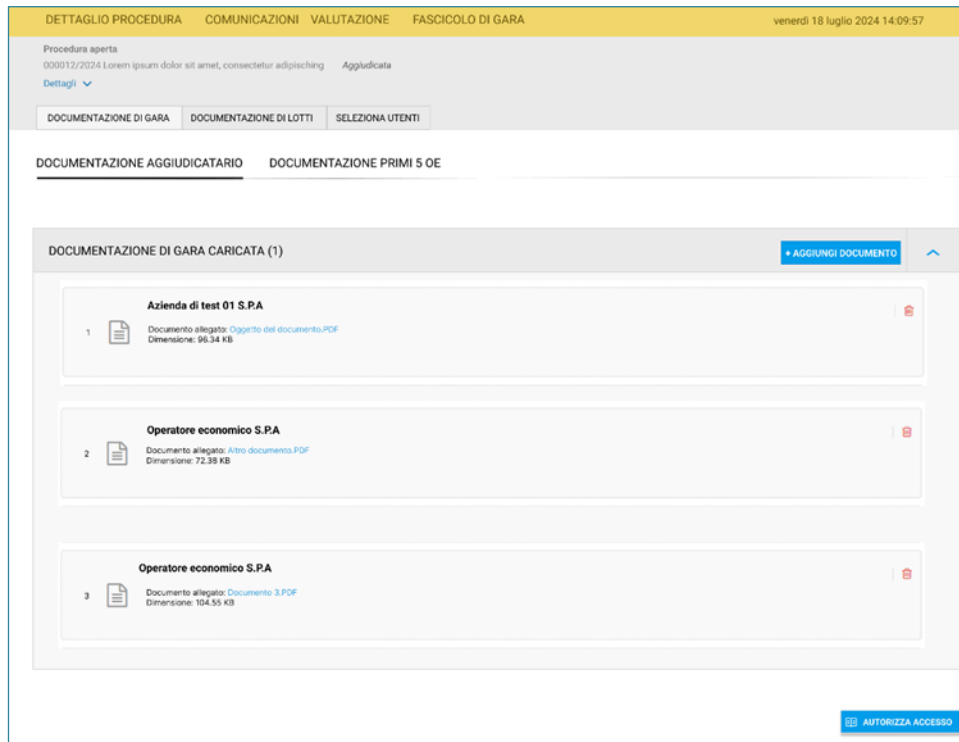 DETTAGLIO PROCEDURA COMUNICAZIONI VALUTAZIONE FASCICOLO DI GARA venerdì 18 luglio 2024 14:09:57
Procedura aperta
000012/2024 Lorem ipsum dolor sit amet, consectetur adipisching Aggiudicata
Dettagli
DOCUMENTAZIONE DI GARA DOCUMENTAZIONE DI LOTTI SELEZIONA UTENTI
DOCUMENTAZIONE AGGIUDICATARIO DOCUMENTAZIONE PRIMI 5 OE
DOCUMENTAZIONE DI GARA CARICATA (1) + AGGIUNGI DOCUMENTO
Azienda di test 01 S.P.A
1 Documento allegato: Oggetto del documento.PDF
Dimensione: 96.34 KB
Operatore economico S.P.A
2 Documento allegato: Altro documento.PDF
Dimensione: 72.38 KB
Operatore economico S.P.A
3 Documento allegato: Documento 3.PDF
Dimensione: 104.55 KB
AUTORIZZA ACCESSO